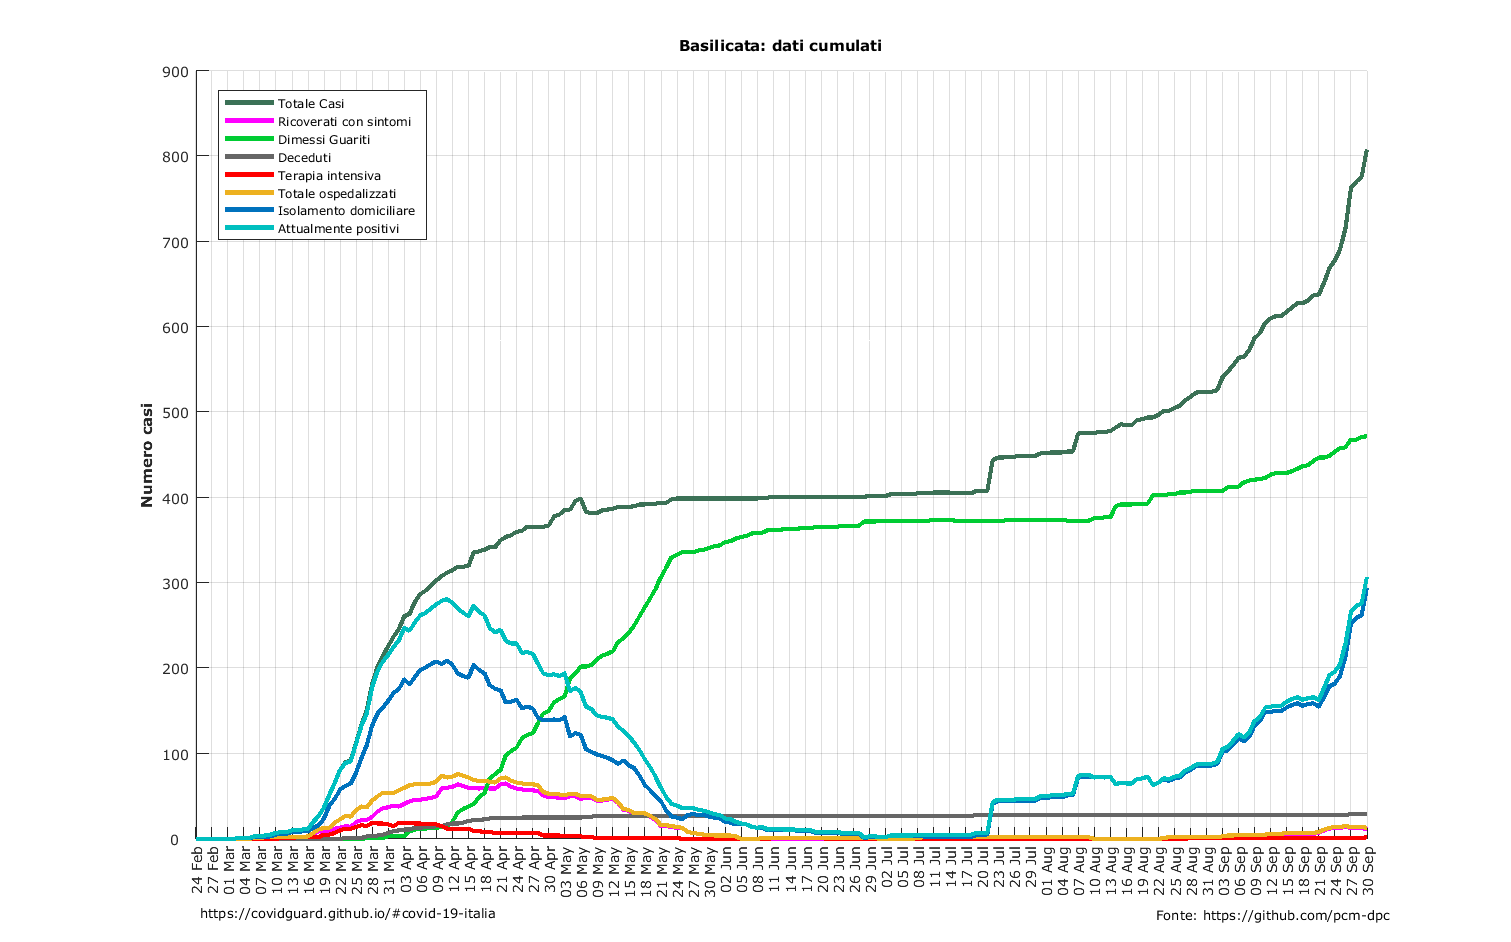 Basilicata: dati cumulati
Numero casi
900
800
700
600
500
400
300
200
100
0
Totale Casi
Ricoverati con sintomi
Dimessi Guariti
Deceduti
Terapia intensiva
Totale ospedalizzati
Isolamento domiciliare
Attualmente positivi
24 Feb
27 Feb
01 Mar
04 Mar
07 Mar
10 Mar
13 Mar
16 Mar
19 Mar
22 Mar
25 Mar
28 Mar
31 Mar
03 Apr
06 Apr
09 Apr
12 Apr
15 Apr
18 Apr
21 Apr
24 Apr
27 Apr
30 Apr
03 May
06 May
09 May
12 May
15 May
18 May
21 May
24 May
27 May
30 May
02 Jun
05 Jun
08 Jun
11 Jun
14 Jun
17 Jun
20 Jun
23 Jun
26 Jun
29 Jun
02 Jul
05 Jul
08 Jul
11 Jul
14 Jul
17 Jul
20 Jul
23 Jul
26 Jul
29 Jul
01 Aug
04 Aug
07 Aug
10 Aug
13 Aug
16 Aug
19 Aug
22 Aug
25 Aug
28 Aug
31 Aug
03 Sep
06 Sep
09 Sep
12 Sep
15 Sep
18 Sep
21 Sep
24 Sep
27 Sep
30 Sep
https://covidguard.github.io/#covid-19-italia
Fonte: https://github.com/pcm-dpc